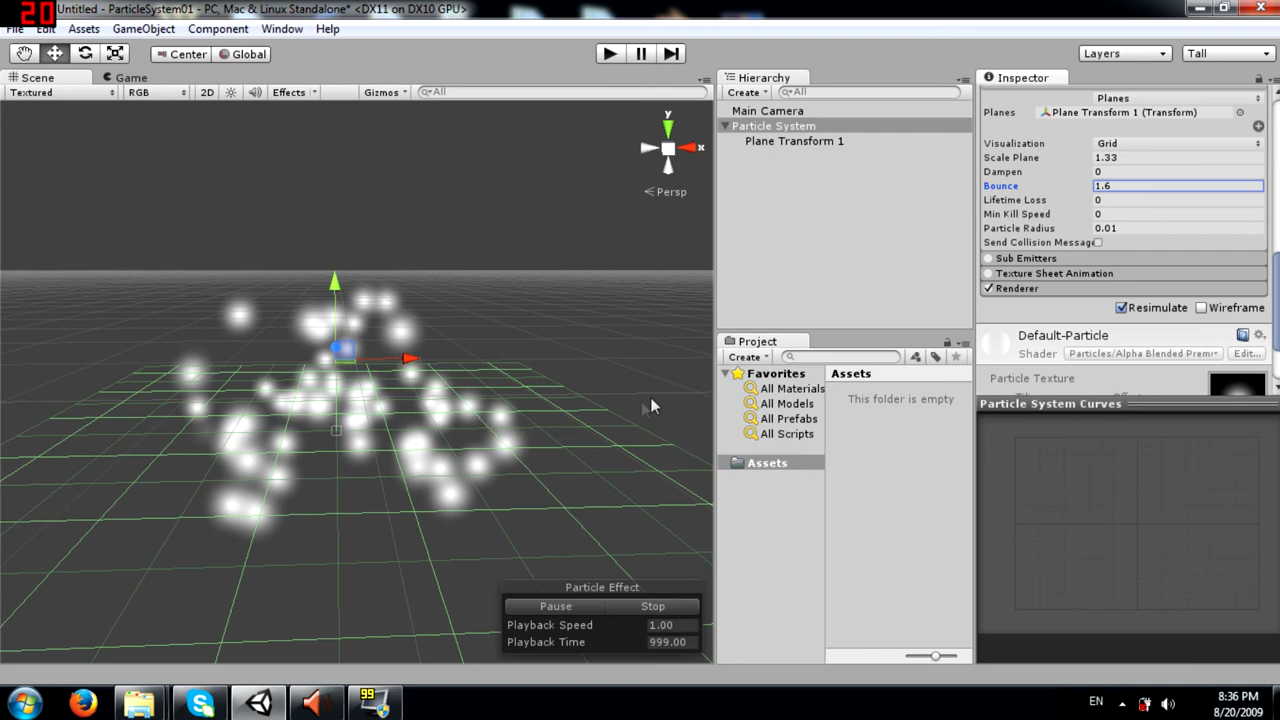 20
Untitled - ParticleSystem01 - PC, Mac & Linux Standalone* <DX11 on DX10 GPU>
File Edit Assets GameObject Component Window Help
Center Global Layers Tall
Scene Game
Textured RGB 2D Effects Gizmos All
y
x
Persp
Particle Effect
Pause Stop
Playback Speed 1.00
Playback Time 999.00
Hierarchy
Create All
Main Camera
Particle System
Plane Transform 1
Project
Create
Favorites
All Materials
All Models
All Prefabs
All Scripts
Assets
Assets
This folder is empty
Inspector
Planes
Planes Plane Transform 1 (Transform)
Visualization Grid
Scale Plane 1.33
Dampen 0
Bounce 1.6
Lifetime Loss 0
Min Kill Speed 0
Particle Radius 0.01
Send Collision Message
Sub Emitters
Texture Sheet Animation
Renderer
Resimulate Wireframe
Default-Particle
Shader Particles/Alpha Blended Premi Edit...
Particle Texture
Particle System Curves
99
EN
8:36 PM
8/20/2009